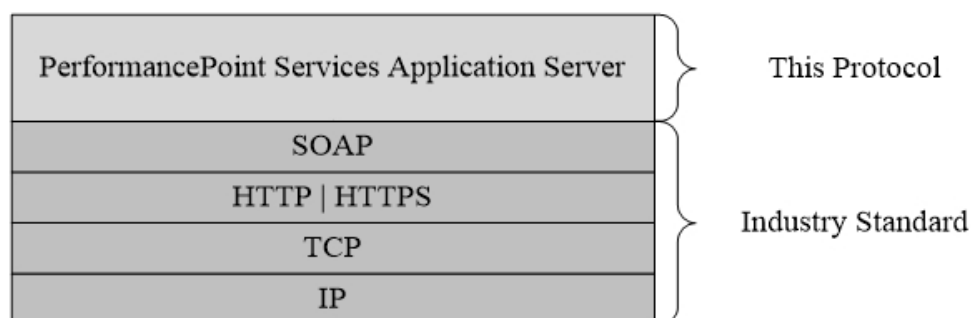 PerformancePoint Services Application Server
This Protocol
SOAP
HTTP | HTTPS
TCP
IP
Industry Standard